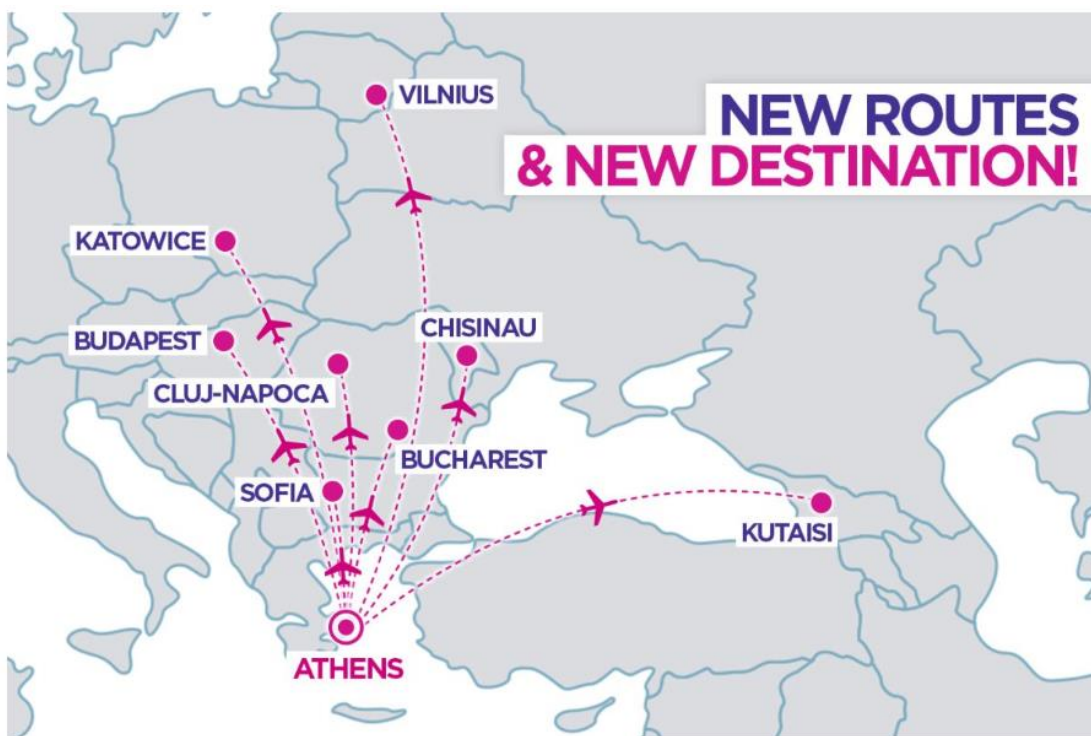 VILNIUS
NEW ROUTES
& NEW DESTINATION!
KATOWICE
BUDAPEST
CHISINAU
CLUJ-NAPOCA
BUCHAREST
SOFIA
KUTAISI
ATHENS